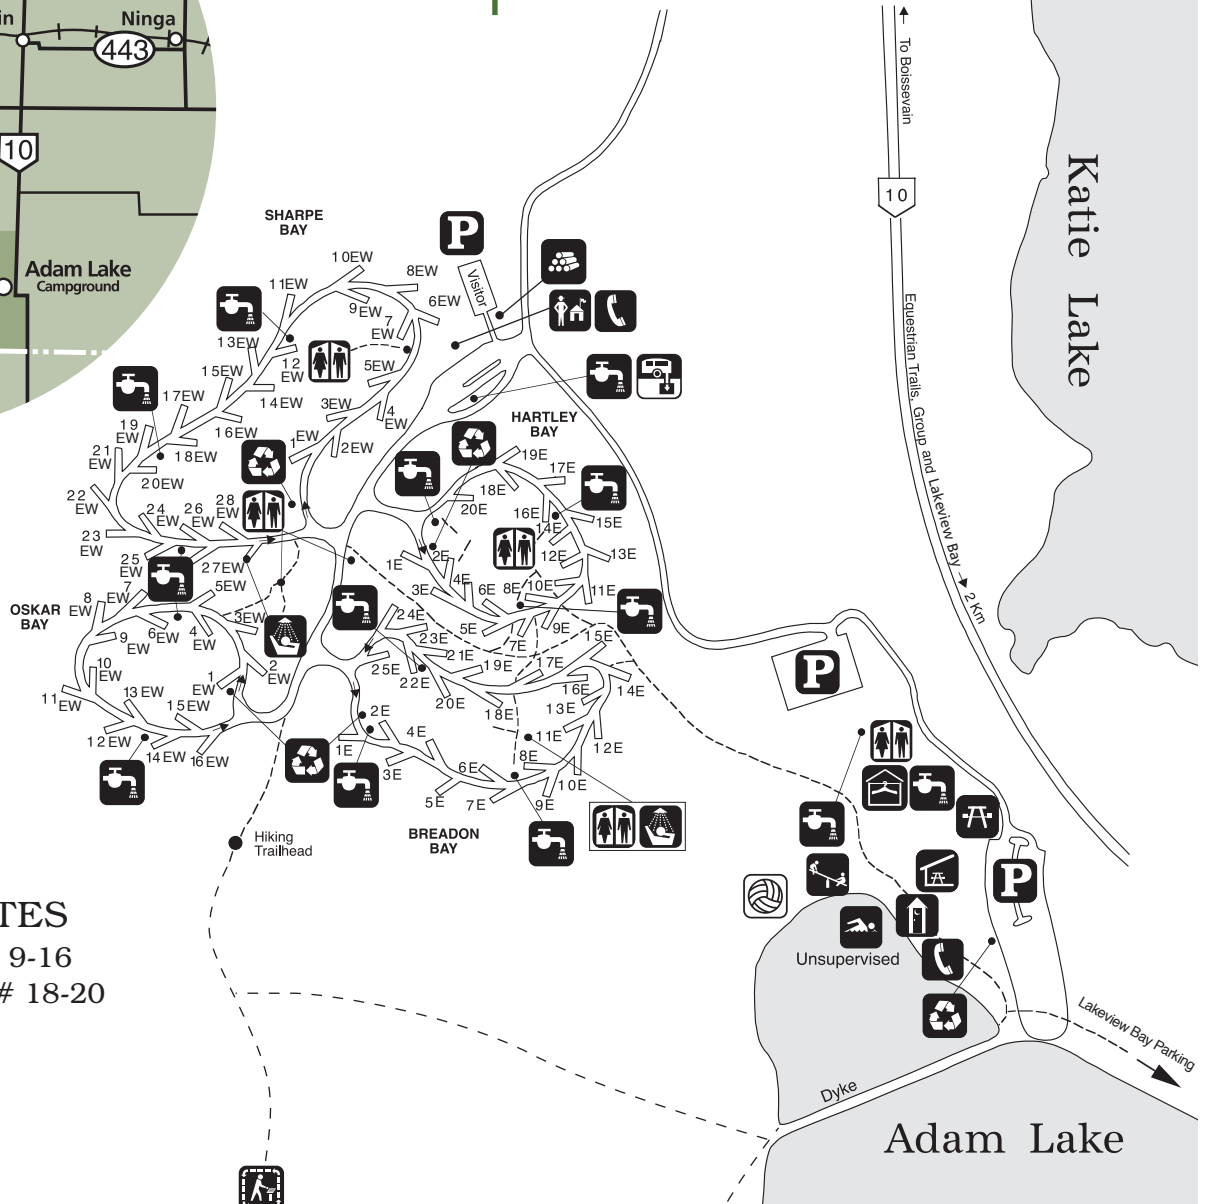 in
Ninga
443
10
Adam Lake
Campground
To Boissevain
10
Katie Lake
Equestrian Trails, Group and Lakeview Bay
2 Km
SHARPE
BAY
P
Visitor
10EW
8EW
11EW
9EW
6EW
7
EW
13EW
12
EW
5EW
15EW
14EW
3EW
4
EW
17EW
16EW
1EW
2EW
19
EW
18EW
21
EW
20EW
22
EW
24
EW
26
EW
28
EW
23
EW
25
EW
27EW
HARTLEY
BAY
19E
17E
18E
20E
16E
15E
14E
13E
12E
1E
2E
11E
10E
3E
4E
6E
8E
5E
7E
9E
OSKAR
BAY
8
EW
7
EW
5EW
6EW
4
EW
3EW
9
EW
10
EW
2
EW
1
EW
11
EW
13EW
15EW
12EW
14EW
16EW
24E
23E
21E
25E
22E
19E
17E
15E
20E
18E
16E
14E
13E
12E
11E
10E
2E
1E
4E
3E
6E
8E
5E
7E
9E
BREADON
BAY
Hiking
Trailhead
P
P
Unsupervised
Lakeview Bay Parking
Dyke
Adam Lake
TES
9-16
# 18-20